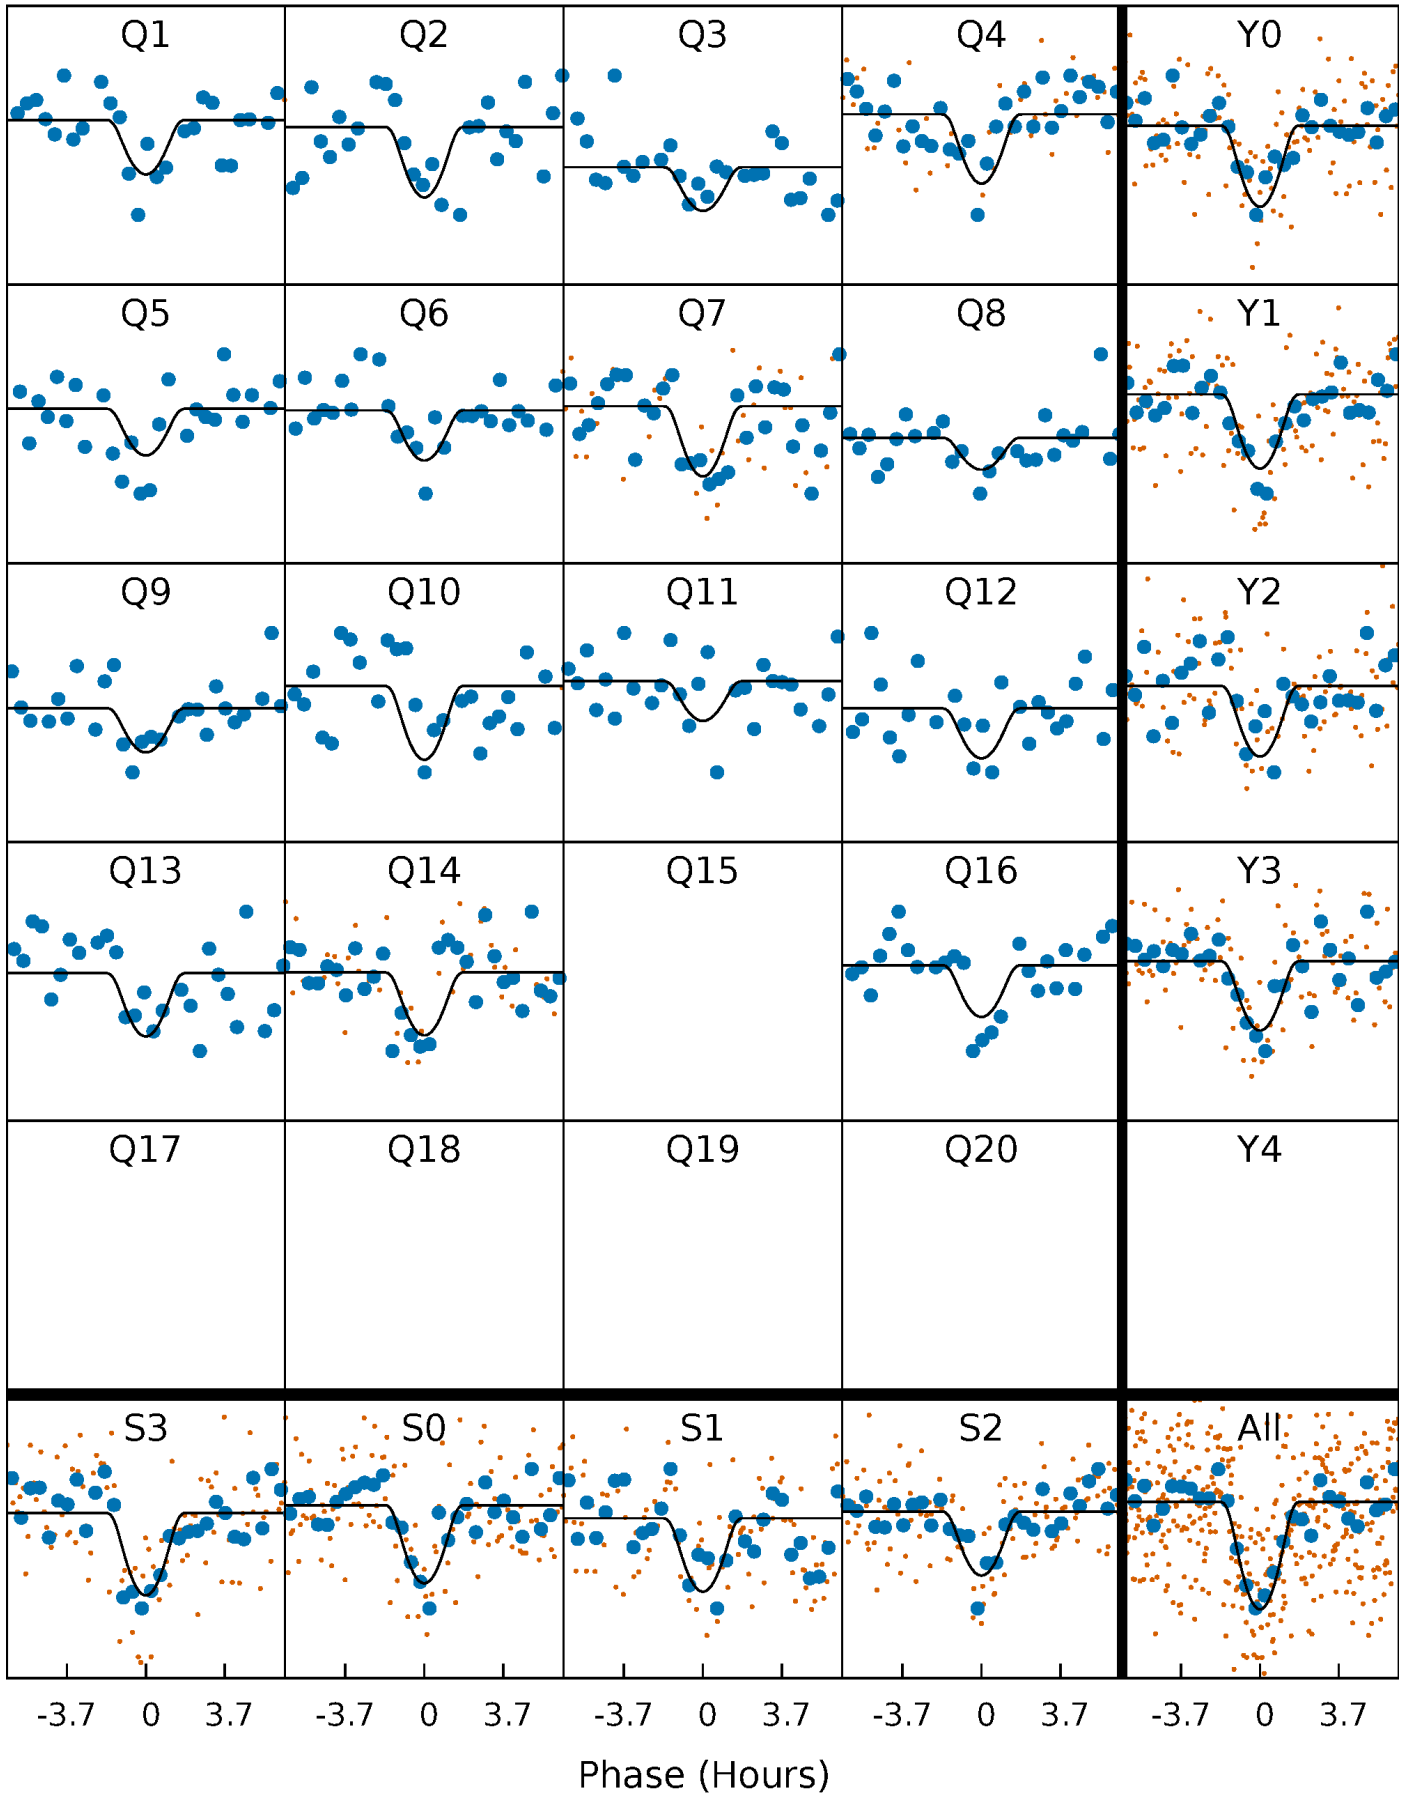 Q1 Q2 Q3 Q4 Y0
Q5 Q6 Q7 Q8 Y1
Q9 Q10 Q11 Q12 Y2
Q13 Q14 Q15 Q16 Y3
Q17 Q18 Q19 Q20 Y4
S3 S0 S1 S2 All
-3.7 0 3.7 -3.7 0 3.7 -3.7 0 3.7 -3.7 0 3.7 -3.7 0 3.7
Phase (Hours)